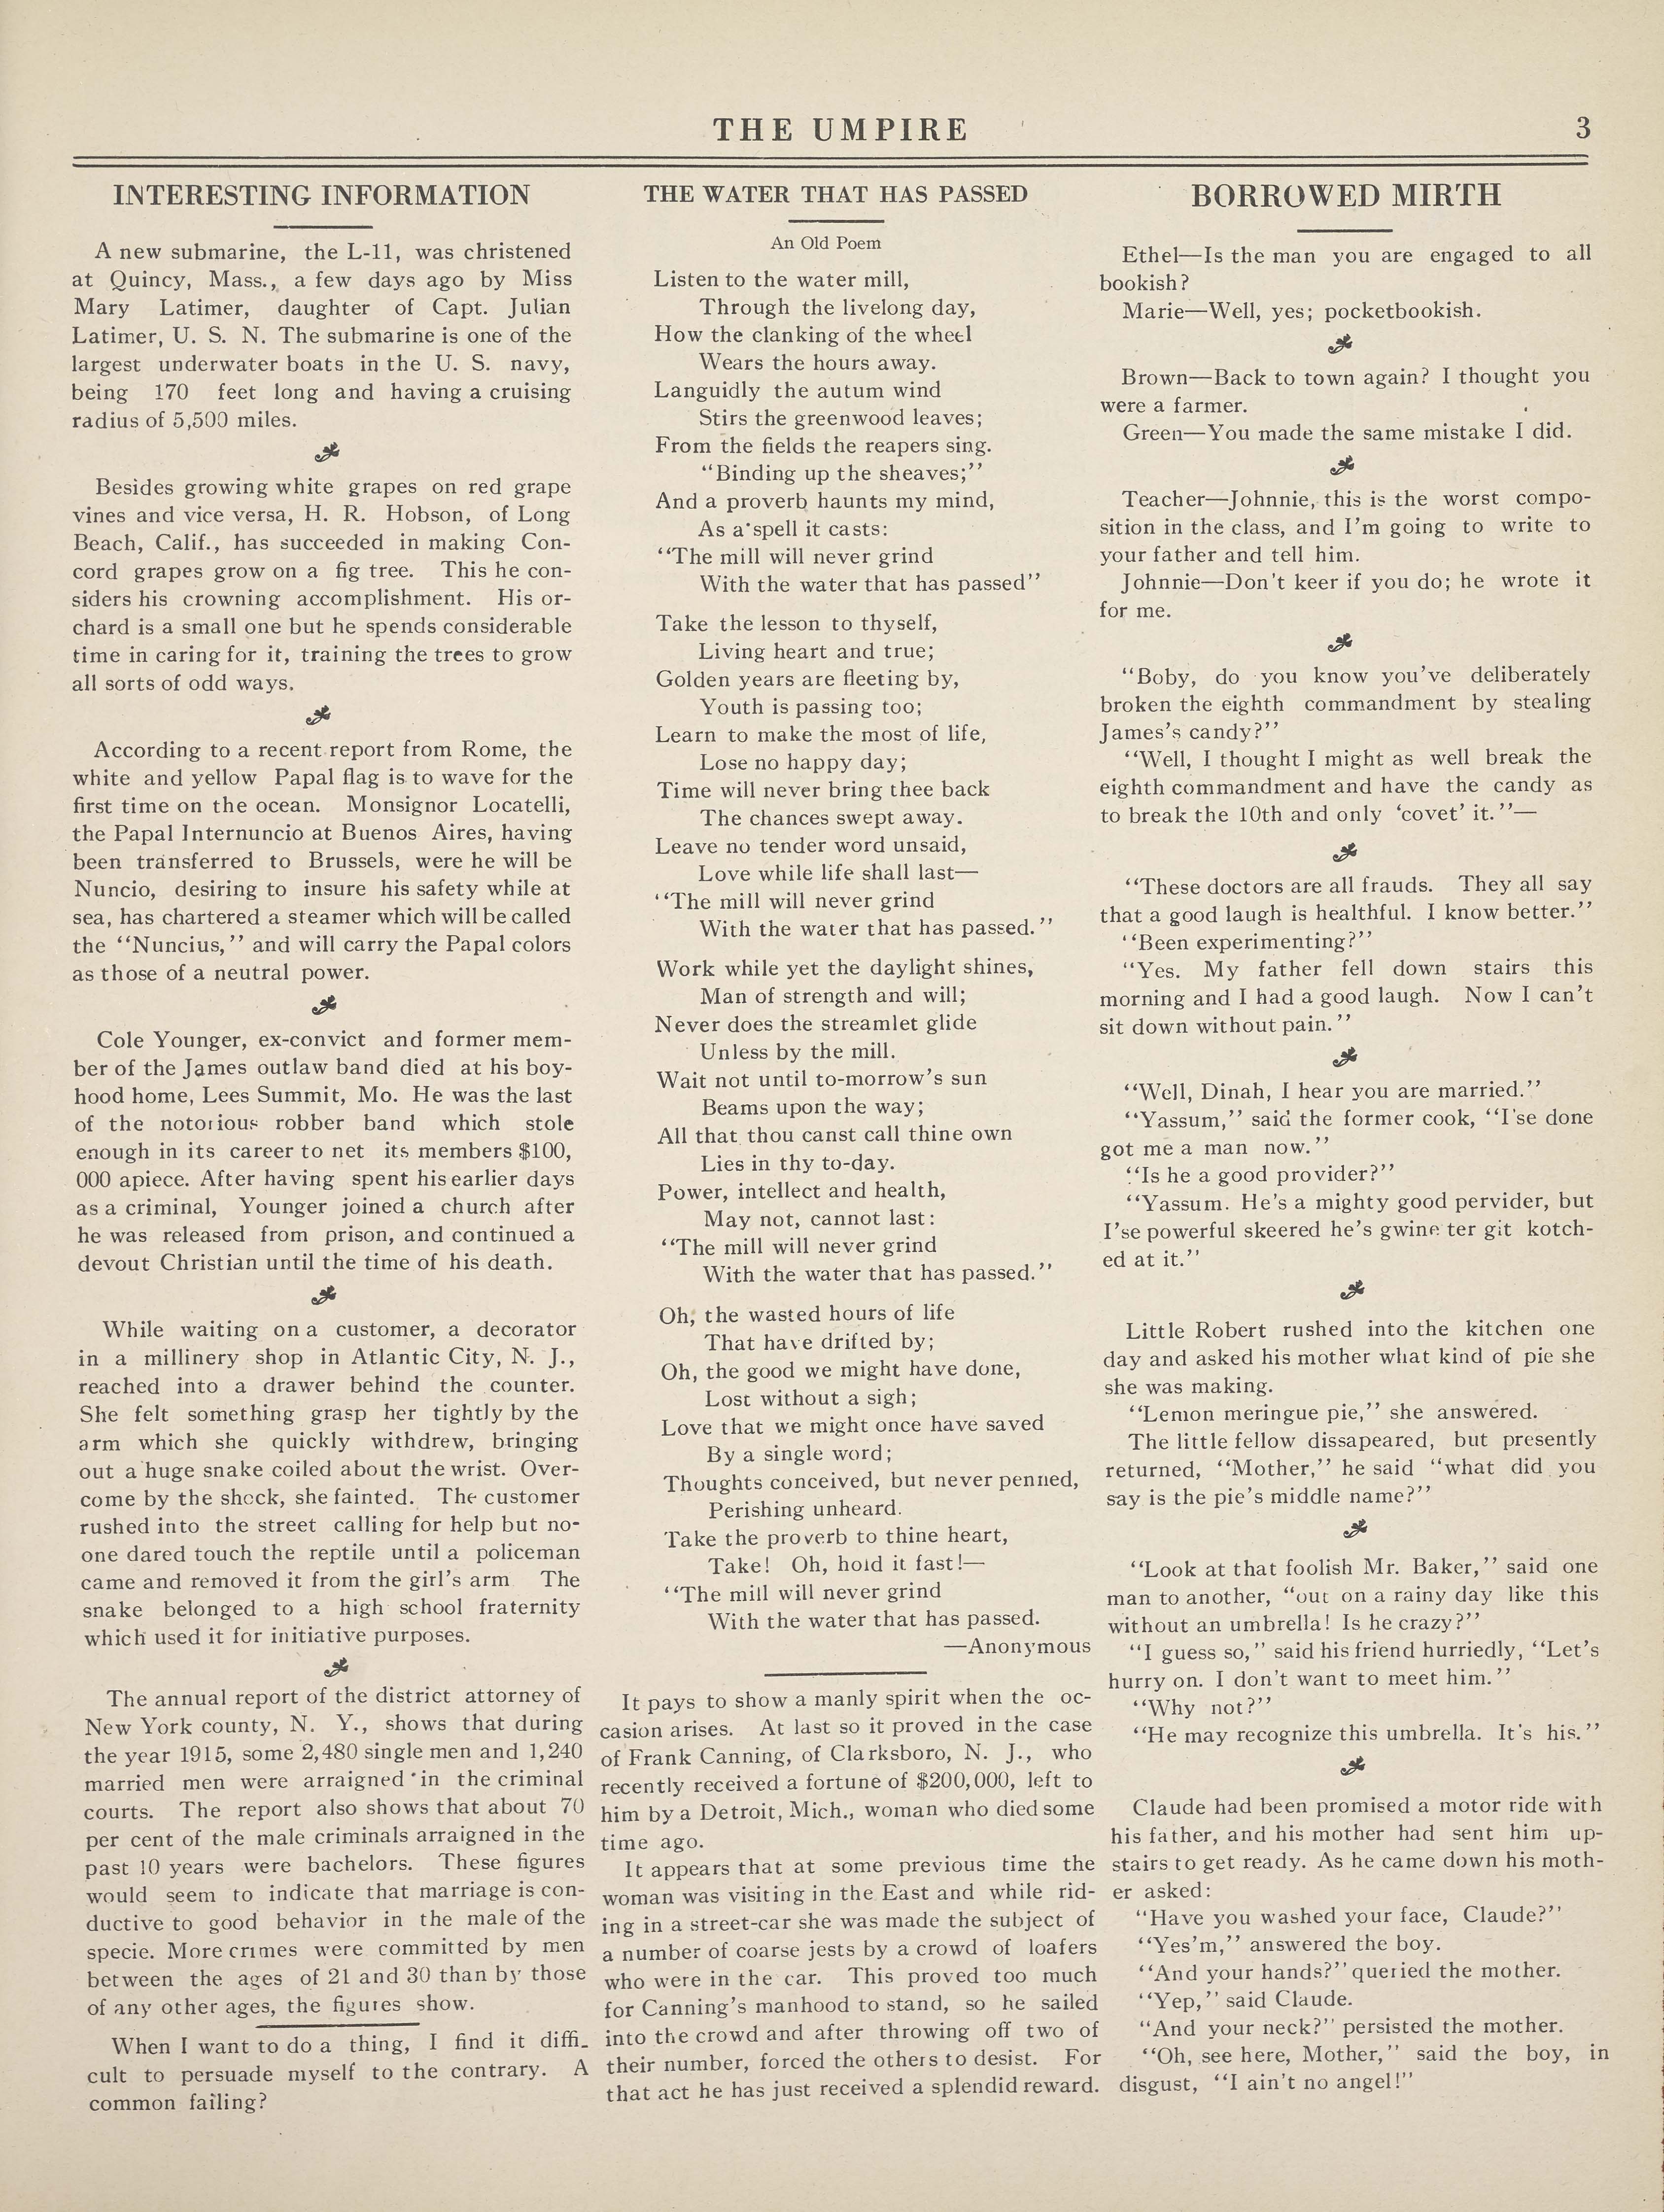 THE UMPIRE
3
INTERESTING INFORMATION
A new submarine, the L-11, was christened
at Quincy, Mass., a few days ago by Miss
Mary Latimer, daughter of Capt. Julian
Latimer, U. S. N. The submarine is one of the
largest underwater boats in the U. S. navy,
being 170 feet long and having a cruising
radius of 5,500 miles.
Besides growing white grapes on red grape
vines and vice versa, H. R. Hobson, of Long
Beach, Calif., has succeeded in making Con-
cord grapes grow on a fig tree. This he con-
siders his crowning accomplishment. His or-
chard is a small one but he spends considerable
time in caring for it, training the trees to grow
all sorts of odd ways.
According to a recent report from Rome, the
white and yellow Papal flag is to wave for the
first time on the ocean. Monsignor Locatelli,
the Papal Internuncio at Buenos Aires, having
been transferred to Brussels, were he will be
Nuncio, desiring to insure his safety while at
sea, has chartered a steamer which will be called
the "Nuncius," and will carry the Papal colors
as those of a neutral power.
Cole Younger, ex-convict and former mem-
ber of the James outlaw band died at his boy-
hood home, Lees Summit, Mo. He was the last
of the notorious robber band which stole
enough in its career to net its members $100,
000 apiece. After having spent his earlier days
as a criminal, Younger joined a church after
he was released from prison, and continued a
devout Christian until the time of his death.
While waiting on a customer, a decorator
in a millinery shop in Atlantic City, N. J.,
reached into a drawer behind the counter.
She felt something grasp her tightly by the
arm which she quickly withdrew, bringing
out a huge snake coiled about the wrist. Over-
come by the shock, she fainted. The customer
rushed into the street calling for help but no-
one dared touch the reptile until a policeman
came and removed it from the girl's arm The
snake belonged to a high school fraternity
which used it for initiative purposes.
The annual report of the district attorney of
New York county, N. Y., shows that during
the year 1915, some 2,480 single men and 1,240
married men were arraigned in the criminal
courts. The report also shows that about 70
per cent of the male criminals arraigned in the
past 10 years were bachelors. These figures
would seem to indicate that marriage is con-
ductive to good behavior in the male of the
specie. More crimes were committed by men
between the ages of 21 and 30 than by those
of any other ages, the figures show.
When I want to do a thing, I find it diffi-
cult to persuade myself to the contrary. A
common failing?
THE WATER THAT HAS PASSED
An Old Poem
Listen to the water mill,
Through the livelong day,
How the clanking of the wheel
Wears the hours away.
Languidly the autum wind
Stirs the greenwood leaves;
From the fields the reapers sing.
"Binding up the sheaves;"
And a proverb haunts my mind,
As a spell it casts:
"The mill will never grind
With the water that has passed"
Take the lesson to thyself,
Living heart and true;
Golden years are fleeting by,
Youth is passing too;
Learn to make the most of life,
Lose no happy day;
Time will never bring thee back
The chances swept away.
Leave no tender word unsaid,
Love while life shall last—
"The mill will never grind
With the water that has passed."
Work while yet the daylight shines,
Man of strength and will;
Never does the streamlet glide
Unless by the mill.
Wait not until to-morrow's sun
Beams upon the way;
All that thou canst call thine own
Lies in thy to-day.
Power, intellect and health,
May not, cannot last:
"The mill will never grind
With the water that has passed."
Oh, the wasted hours of life
That have drifted by;
Oh, the good we might have done,
Lost without a sigh;
Love that we might once have saved
By a single word;
Thoughts conceived, but never penned,
Perishing unheard.
Take the proverb to thine heart,
Take! Oh, hold it fast!—
"The mill will never grind
With the water that has passed.
—Anonymous
It pays to show a manly spirit when the oc-
casion arises. At last so it proved in the case
of Frank Canning, of Clarksboro, N. J., who
recently received a fortune of $200,000, left to
him by a Detroit, Mich., woman who died some
time ago.
It appears that at some previous time the
woman was visiting in the East and while rid-
ing in a street-car she was made the subject of
a number of coarse jests by a crowd of loafers
who were in the car. This proved too much
for Canning's manhood to stand, so he sailed
into the crowd and after throwing off two of
their number, forced the others to desist. For
that act he has just received a splendid reward.
BORROWED MIRTH
Ethel—Is the man you are engaged to all
bookish?
Marie—Well, yes; pocketbookish.
Brown—Back to town again? I thought you
were a farmer.
Green—You made the same mistake I did.
Teacher—Johnnie, this is the worst compo-
sition in the class, and I'm going to write to
your father and tell him.
Johnnie—Don't keer if you do; he wrote it
for me.
"Boby, do you know you've deliberately
broken the eighth commandment by stealing
James's candy?"
"Well, I thought I might as well break the
eighth commandment and have the candy as
to break the 10th and only 'covet' it."—
"These doctors are all frauds. They all say
that a good laugh is healthful. I know better."
"Been experimenting?"
"Yes. My father fell down stairs this
morning and I had a good laugh. Now I can't
sit down without pain."
"Well, Dinah, I hear you are married."
"Yassum," said the former cook, "I'se done
got me a man now."
"Is he a good provider?"
"Yassum. He's a mighty good pervider, but
I'se powerful skeered he's gwine ter git kotch-
ed at it."
Little Robert rushed into the kitchen one
day and asked his mother what kind of pie she
she was making.
"Lemon meringue pie," she answered.
The little fellow dissapeared, but presently
returned, "Mother," he said "what did you
say is the pie's middle name?"
"Look at that foolish Mr. Baker," said one
man to another, "out on a rainy day like this
without an umbrella! Is he crazy?"
"I guess so," said his friend hurriedly, "Let's
hurry on. I don't want to meet him."
"Why not?"
"He may recognize this umbrella. It's his."
Claude had been promised a motor ride with
his father, and his mother had sent him up-
stairs to get ready. As he came down his moth-
er asked:
"Have you washed your face, Claude?"
"Yes'm," answered the boy.
"And your hands?" queried the mother.
"Yep," said Claude.
"And your neck?" persisted the mother.
"Oh, see here, Mother," said the boy, in
disgust, "I ain't no angel!"